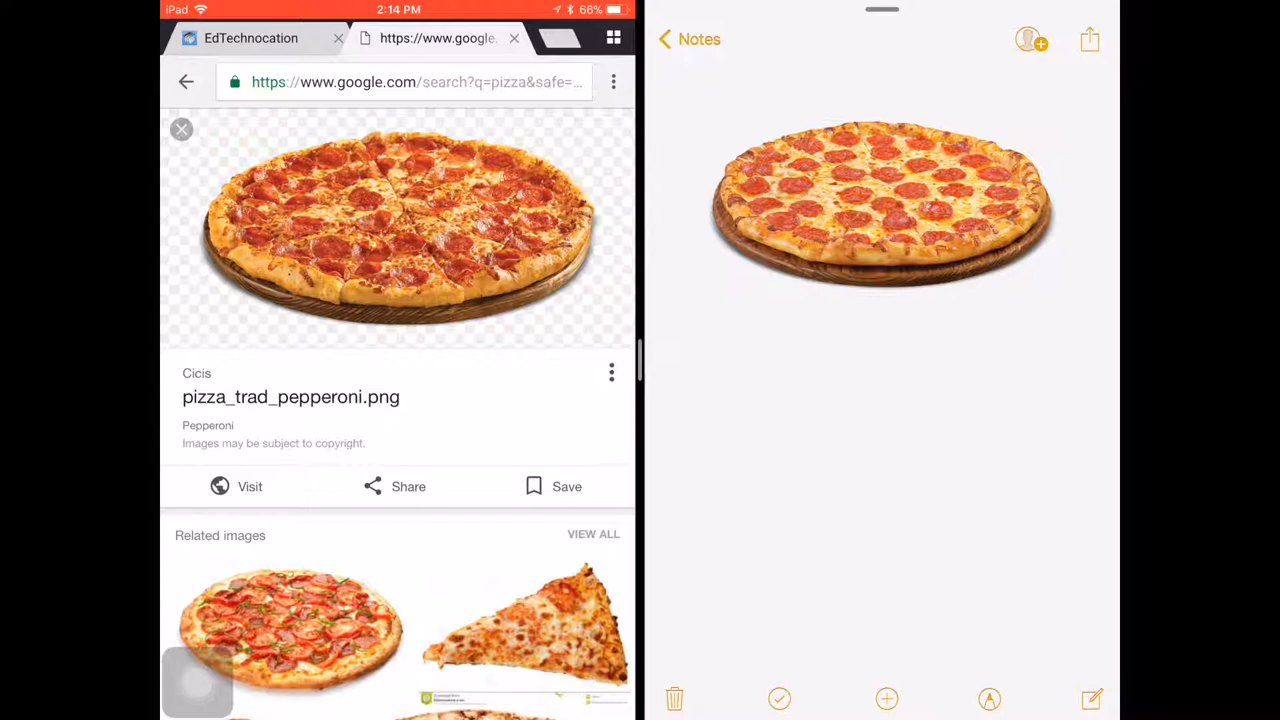 iPad 2:14 PM 66%
EdTechnocation https://www.google.
https://www.google.com/search?q=pizza&safe=...
Cicis
pizza_trad_pepperoni.png
Pepperoni
Images may be subject to copyright.
Visit Share Save
Related images VIEW ALL
Notes